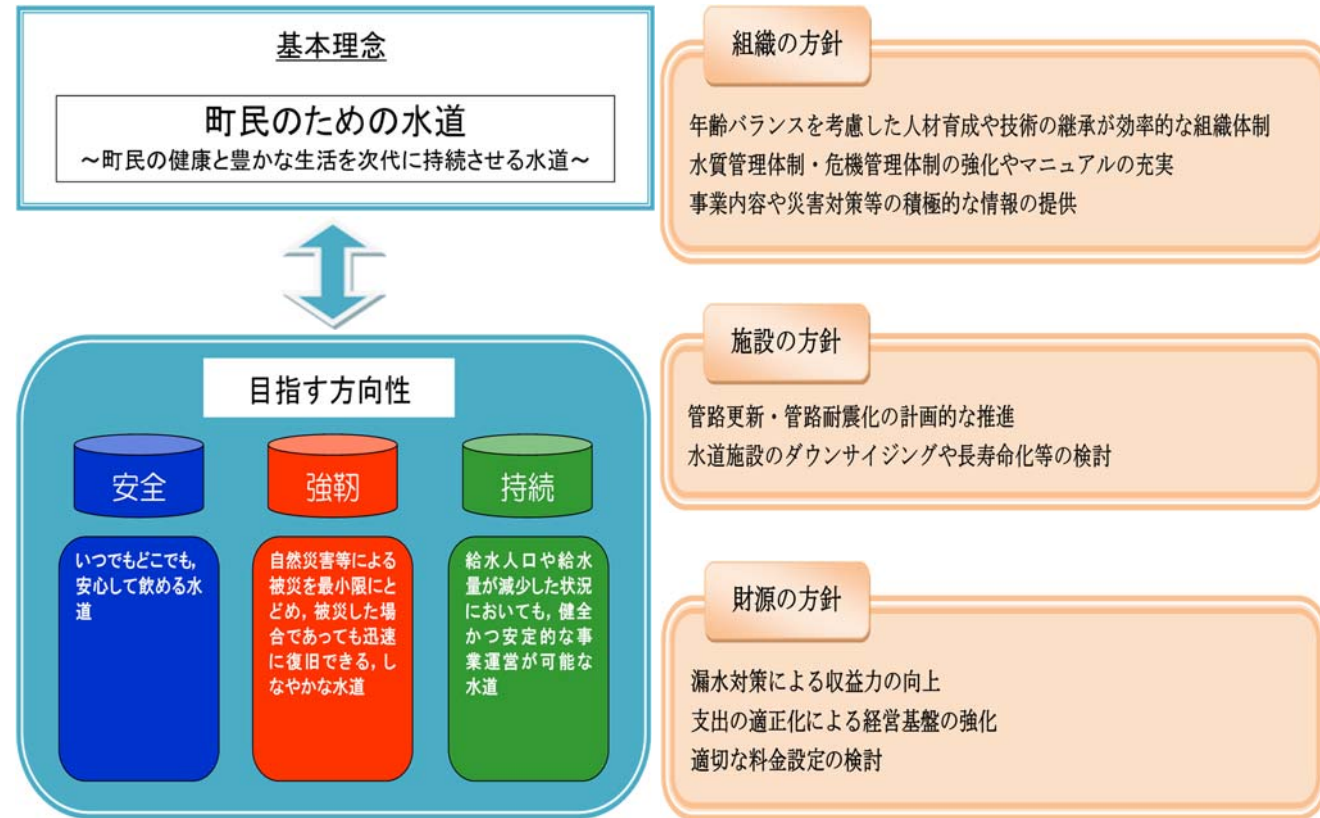 基本理念
町民のための水道
～町民の健康と豊かな生活を次代に持続させる水道～
目指す方向性
安全
いつでもどこでも，
安心して飲める水
道
強靭
自然災害等による
被災を最小限にと
どめ，被災した場
合であっても迅速
に復旧できる，し
なやかな水道
持続
給水人口や給水
量が減少した状況
においても，健全
かつ安定的な事
業運営が可能な
水道
組織の方針
年齢バランスを考慮した人材育成や技術の継承が効率的な組織体制
水質管理体制・危機管理体制の強化やマニュアルの充実
事業内容や災害対策等の積極的な情報の提供
施設の方針
管路更新・管路耐震化の計画的な推進
水道施設のダウンサイジングや長寿命化等の検討
財源の方針
漏水対策による収益力の向上
支出の適正化による経営基盤の強化
適切な料金設定の検討